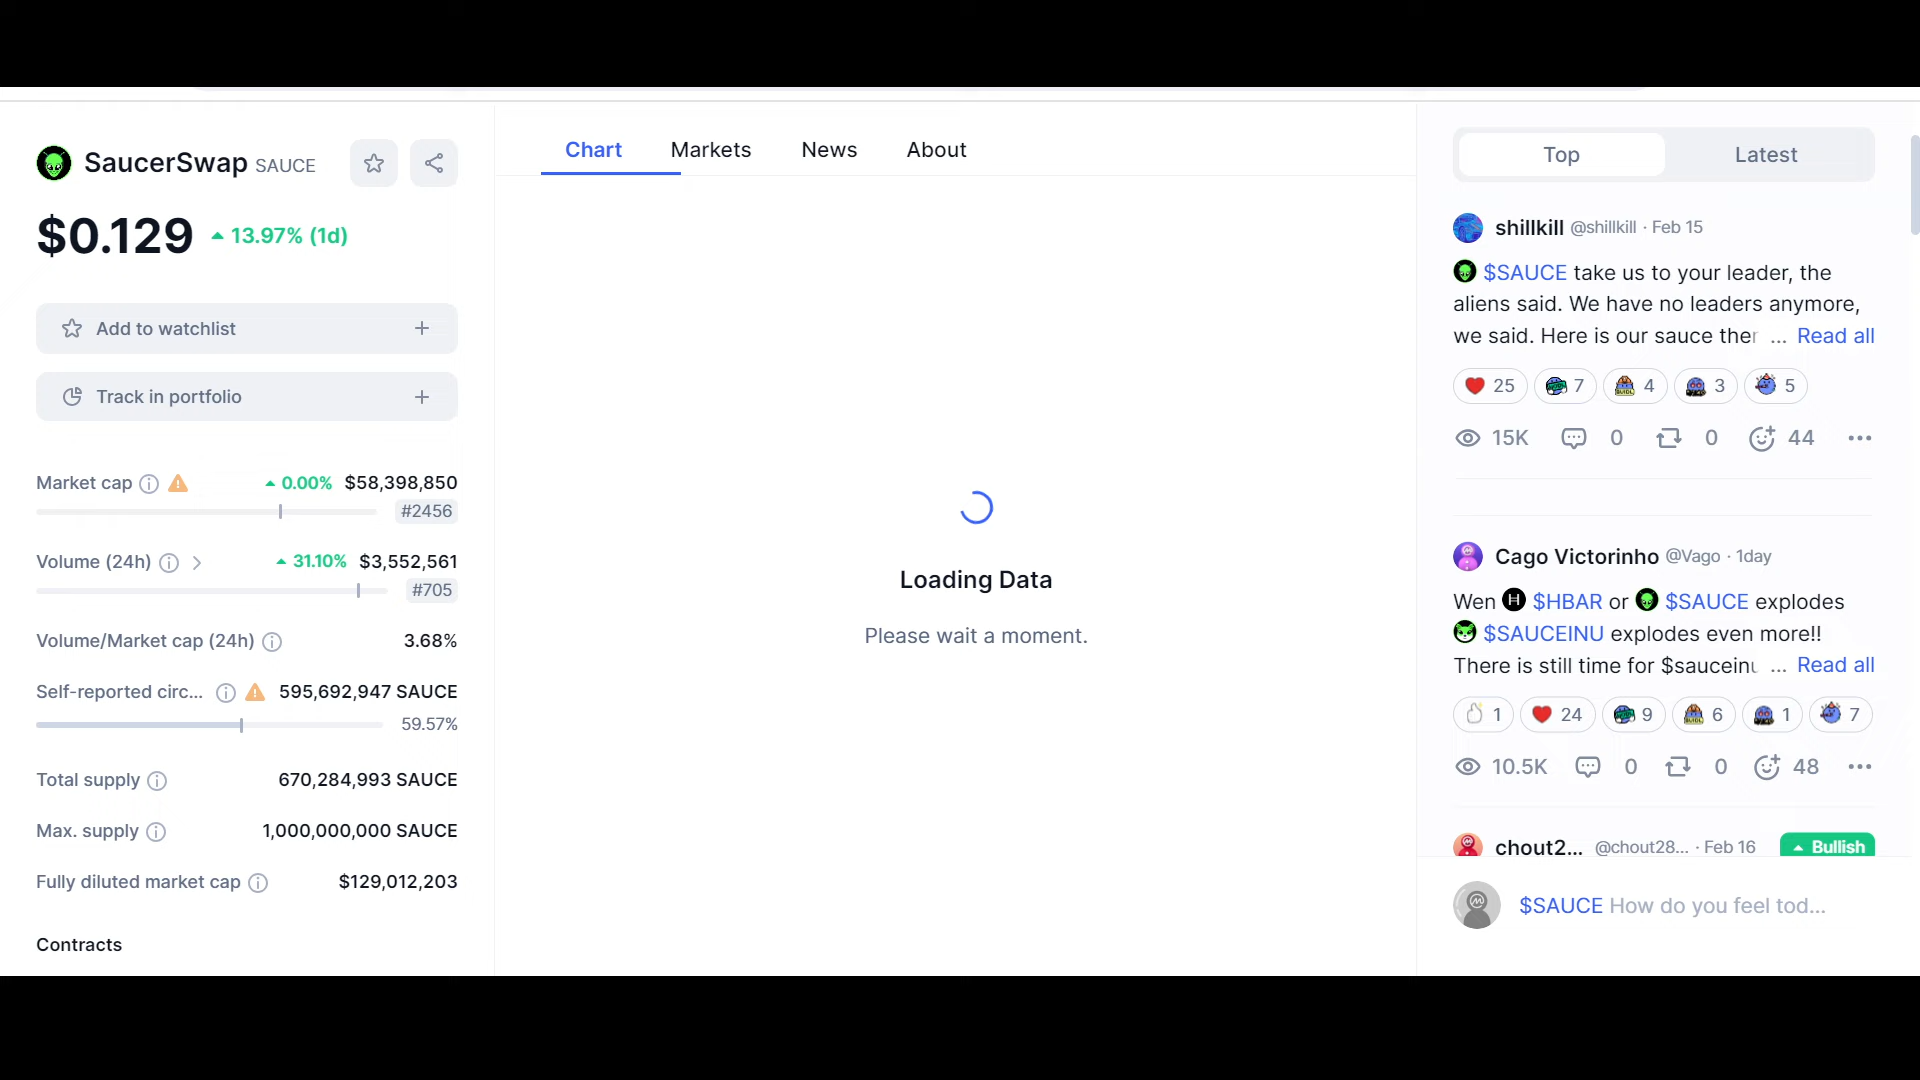 SaucerSwap SAUCE
$0.129 13.97% (1d)
Add to watchlist
Track in portfolio
Market cap 0.00% $58,398,850
#2456
Volume (24h) 31.10% $3,552,561
#705
Volume/Market cap (24h) 3.68%
Self-reported circ... 595,692,947 SAUCE
59.57%
Total supply 670,284,993 SAUCE
Max. supply 1,000,000,000 SAUCE
Fully diluted market cap $129,012,203
Contracts
Chart Markets News About
Loading Data
Please wait a moment.
Top Latest
shillkill @shillkill · Feb 15
$SAUCE take us to your leader, the
aliens said. We have no leaders anymore,
we said. Here is our sauce ther ... Read all
25 7 4 3 5
15K 0 0 44
Cago Victorinho @Vago · 1day
Wen $HBAR or $SAUCE explodes
$SAUCEINU explodes even more!!
There is still time for $sauceinu ... Read all
1 24 9 6 1 7
10.5K 0 0 48
chout2... @chout28... · Feb 16 Bullish
$SAUCE How do you feel tod...